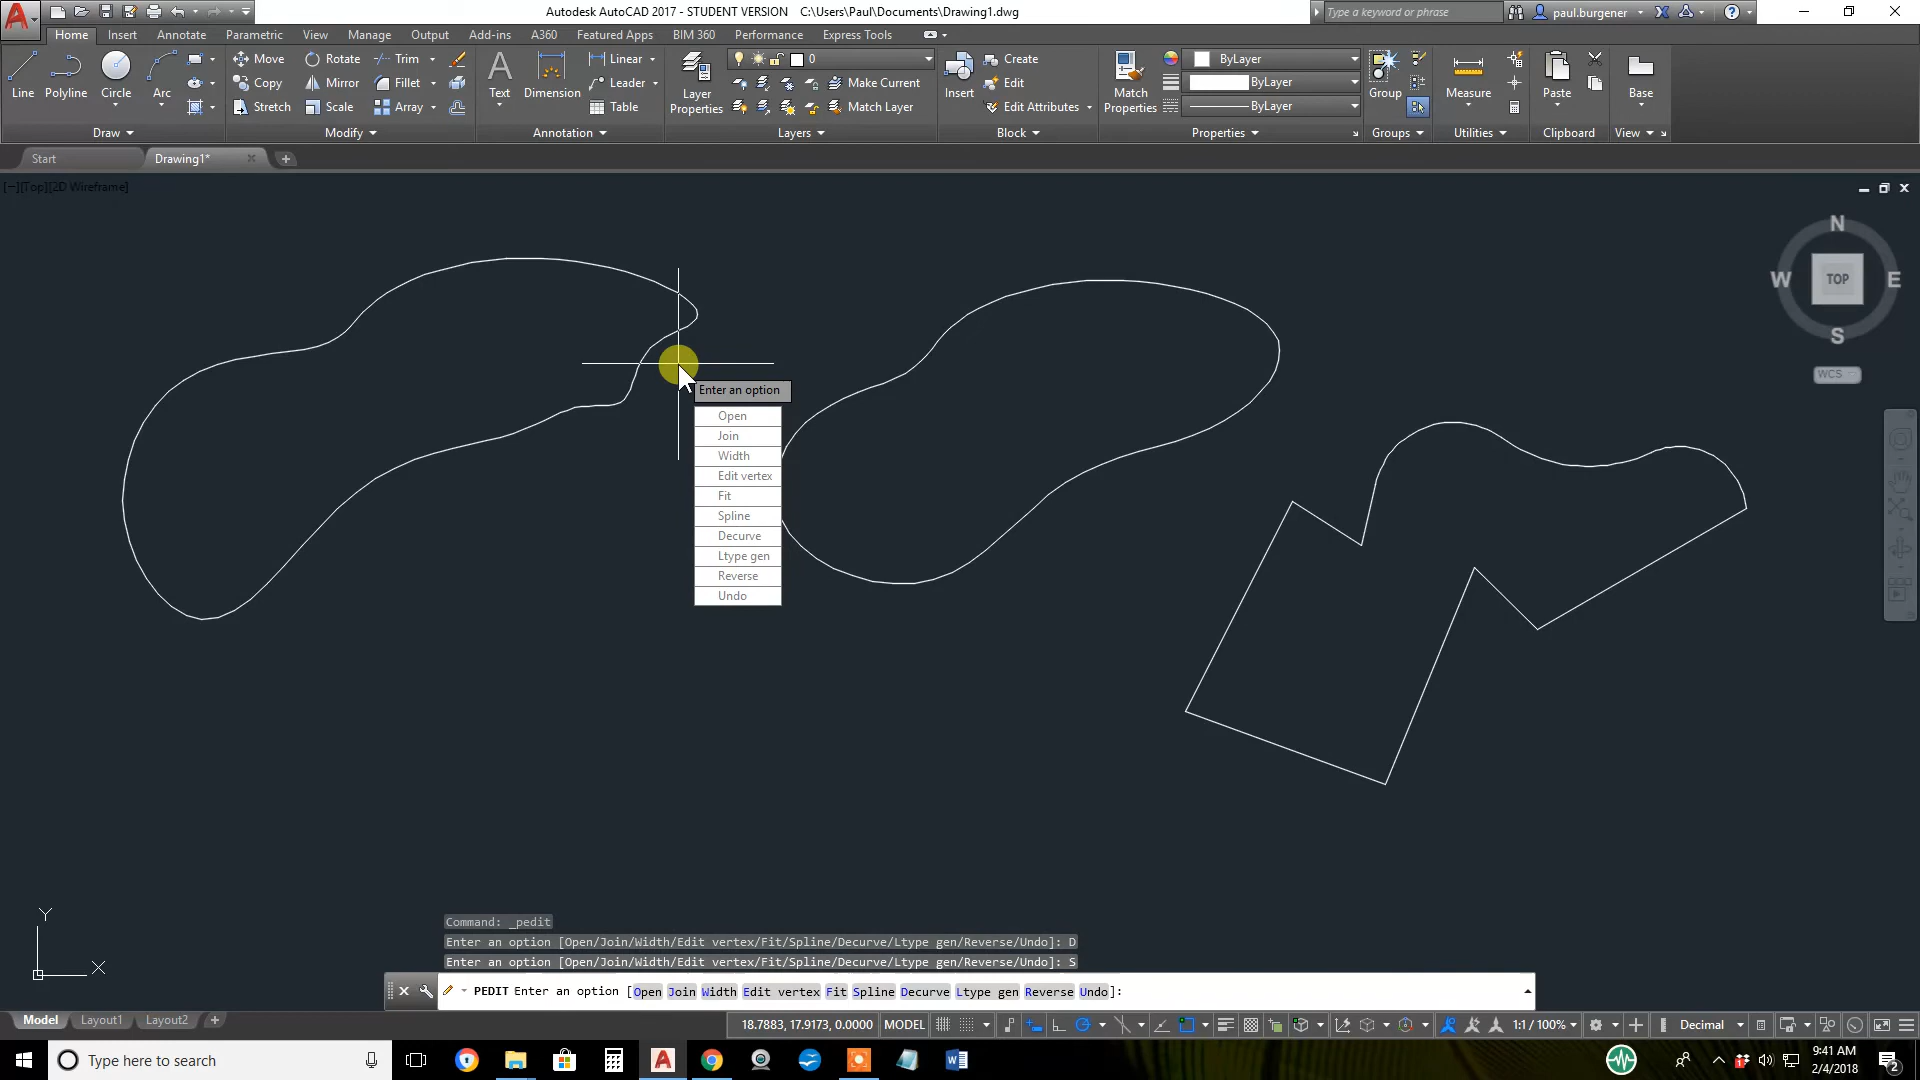 Autodesk AutoCAD 2017 - STUDENT VERSION C:\Users\Paul\Documents\Drawing1.dwg
Type a keyword or phrase
paul.burgener
Home Insert Annotate Parametric View Manage Output Add-ins A360 Featured Apps BIM 360 Performance Express Tools
Line Polyline Circle Arc
Move Rotate Trim
Copy Mirror Fillet
Stretch Scale Array
Text Dimension
Linear
Leader
Table
Layer Properties
0
Make Current
Match Layer
Insert
Create
Edit
Edit Attributes
Match Properties
ByLayer
ByLayer
ByLayer
Group
Measure
Paste
Base
Draw Modify Annotation Layers Block Properties Groups Utilities Clipboard View
Start Drawing1*
[−][Top][2D Wireframe]
N
W TOP E
S
WCS
Enter an option
Open
Join
Width
Edit vertex
Fit
Spline
Decurve
Ltype gen
Reverse
Undo
Y
X
Command: _pedit
Enter an option [Open/Join/Width/Edit vertex/Fit/Spline/Decurve/Ltype gen/Reverse/Undo]: D
Enter an option [Open/Join/Width/Edit vertex/Fit/Spline/Decurve/Ltype gen/Reverse/Undo]: S
PEDIT Enter an option [Open Join Width Edit vertex Fit Spline Decurve Ltype gen Reverse Undo]:
Model Layout1 Layout2
18.7883, 17.9173, 0.0000 MODEL 1:1 / 100% Decimal
Type here to search
9:41 AM
2/4/2018
2